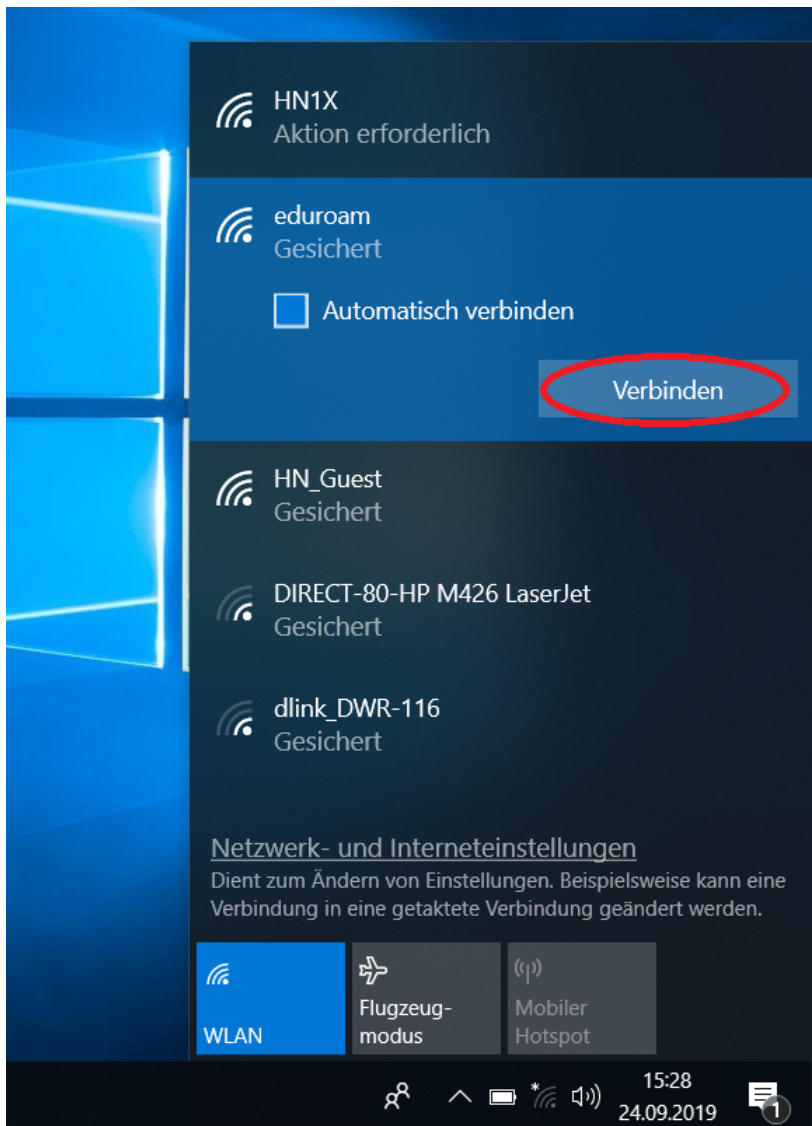 HN1X
Aktion erforderlich
eduroam
Gesichert
Automatisch verbinden
Verbinden
HN_Guest
Gesichert
DIRECT-80-HP M426 LaserJet
Gesichert
dlink_DWR-116
Gesichert
Netzwerk- und Interneteinstellungen
Dient zum Ändern von Einstellungen. Beispielsweise kann eine
Verbindung in eine getaktete Verbindung geändert werden.
WLAN
Flugzeug-
modus
Mobiler
Hotspot
15:28
24.09.2019
1